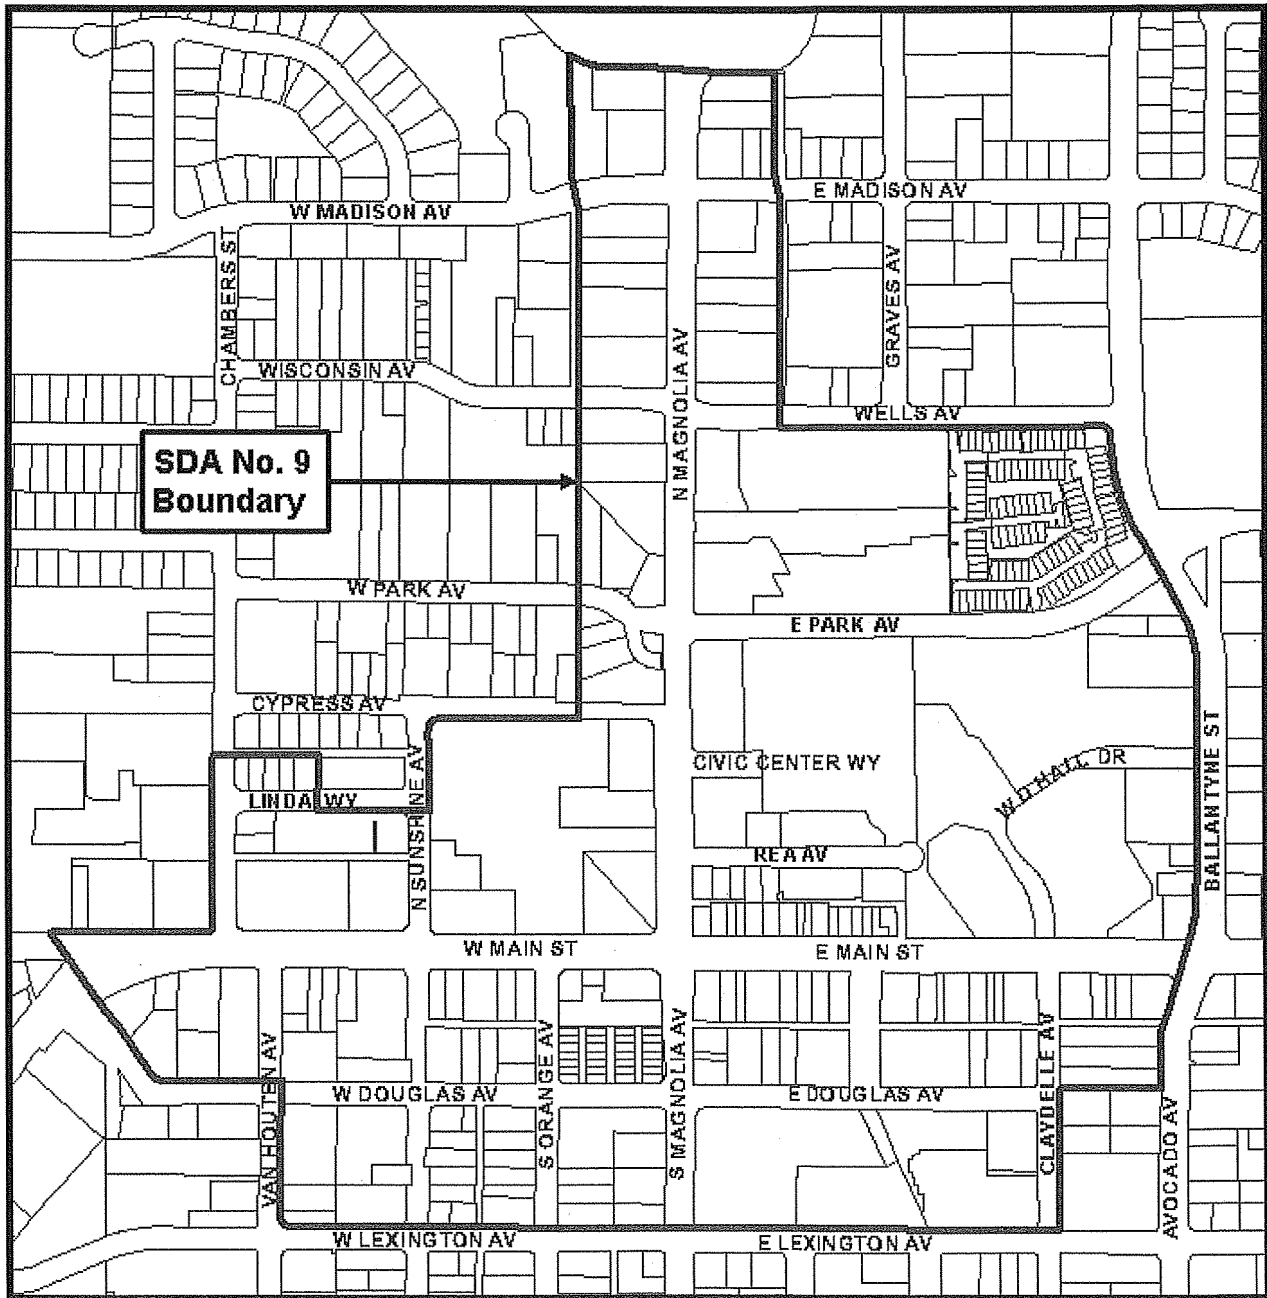 E MADISON AV
W MADISON AV
CHAMBERS ST
GRAVES AV
WISCONSIN AV
N MAGNOLIA AV
WELLS AV
SDA No. 9
Boundary
W PARK AV
E PARK AV
CYPRESS AV
BALLANTYNE ST
CIVIC CENTER WY
W D HALL DR
LINDA WY
N SUNSHINE AV
REA AV
W MAIN ST
E MAIN ST
VAN HOUTEN AV
S ORANGE AV
S MAGNOLIA AV
CLAYDELLE AV
W DOUGLAS AV
E DOUGLAS AV
AVOCADO AV
W LEXINGTON AV
E LEXINGTON AV